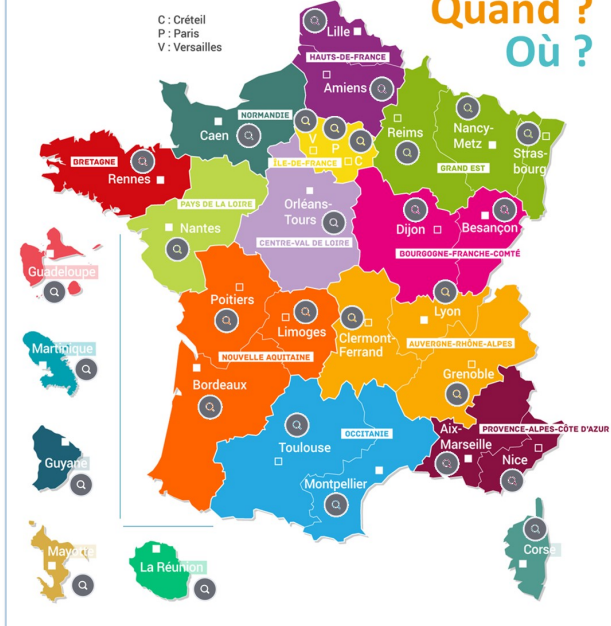 Quand ?
Où ?
C : Créteil
P : Paris
V : Versailles
Lille
HAUTS-DE-FRANCE
Amiens
NORMANDIE
Caen
V
P
C
ÎLE-DE-FRANCE
Reims
Nancy-
Metz
Stras-
bourg
GRAND EST
BRETAGNE
Rennes
PAYS DE LA LOIRE
Nantes
Orléans-
Tours
CENTRE-VAL DE LOIRE
Dijon
Besançon
BOURGOGNE-FRANCHE-COMTÉ
Guadeloupe
Poitiers
Limoges
NOUVELLE AQUITAINE
Bordeaux
Clermont-
Ferrand
Lyon
AUVERGNE-RHÔNE-ALPES
Grenoble
Martinique
OCCITANIE
Toulouse
Montpellier
Aix-
Marseille
PROVENCE-ALPES-CÔTE D'AZUR
Nice
Guyane
Mayotte
La Réunion
Corse